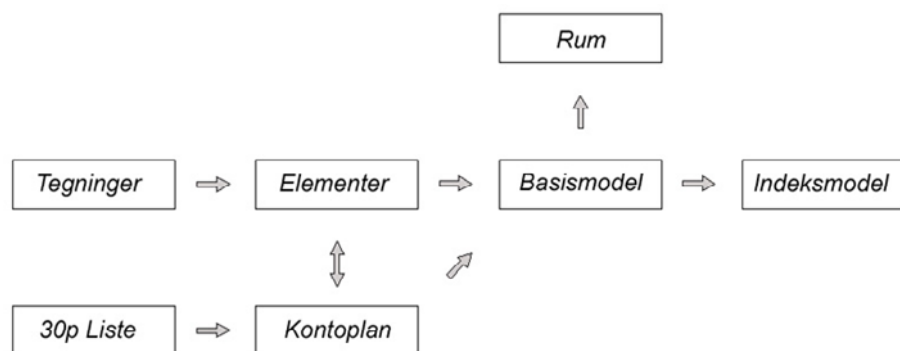 Rum
Tegninger
Elementer
Basismodel
Indeksmodel
30p Liste
Kontoplan